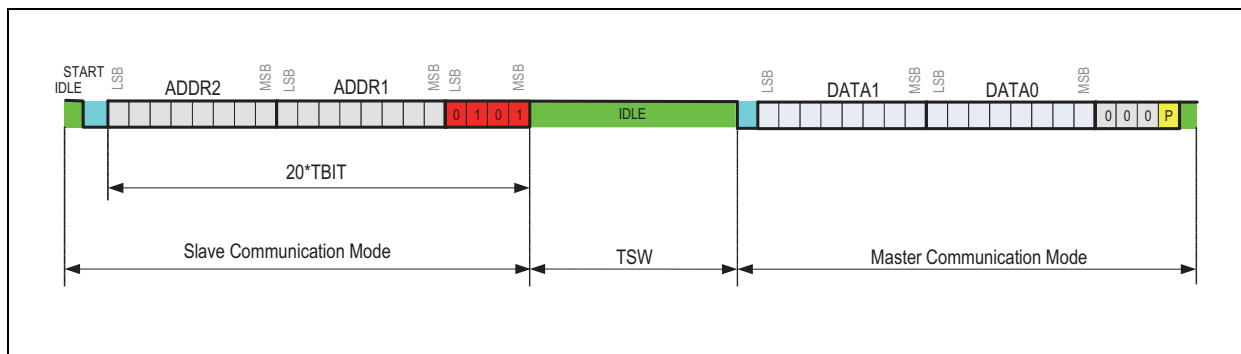 START
IDLE
LSB
ADDR2
MSB
LSB
ADDR1
MSB
LSB
MSB
LSB
DATA1
MSB
LSB
DATA0
MSB
0 1 0 1
IDLE
0 0 0 P
20*TBIT
Slave Communication Mode
TSW
Master Communication Mode